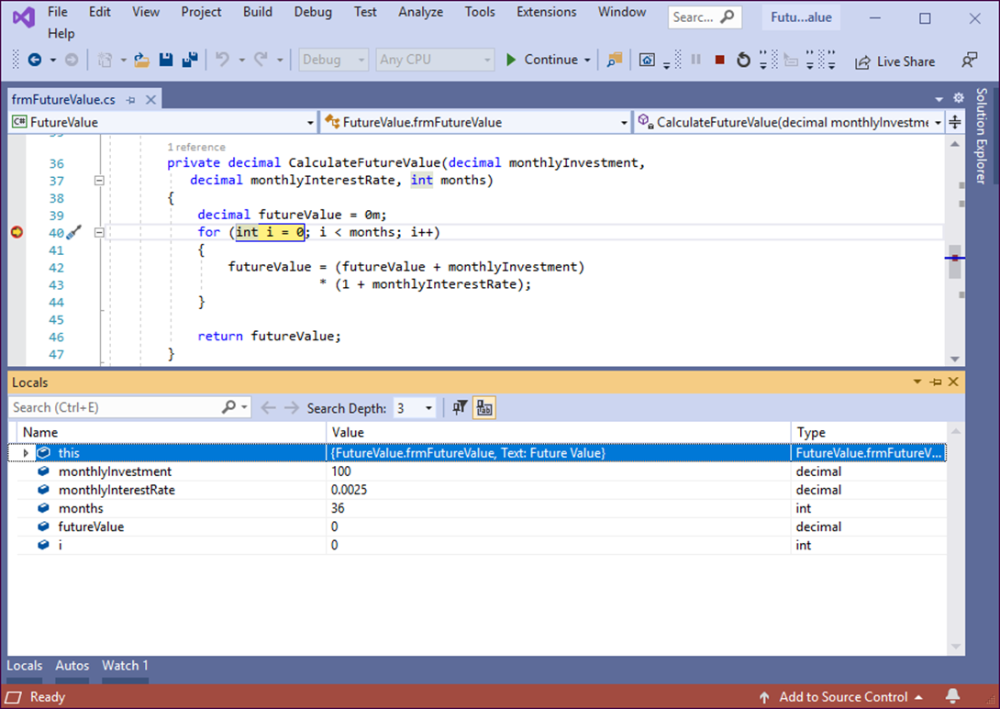 File Edit View Project Build Debug Test Analyze Tools Extensions Window Searc... Futu...alue
Help
Debug Any CPU Continue Live Share
frmFutureValue.cs
Solution Explorer
C# FutureValue FutureValue.frmFutureValue CalculateFutureValue(decimal monthlyInvestme
1 reference
36 private decimal CalculateFutureValue(decimal monthlyInvestment,
37 decimal monthlyInterestRate, int months)
38 {
39 decimal futureValue = 0m;
40 for (int i = 0; i < months; i++)
41 {
42 futureValue = (futureValue + monthlyInvestment)
43 * (1 + monthlyInterestRate);
44 }
45
46 return futureValue;
47 }
Locals
Search (Ctrl+E) Search Depth: 3
Name Value Type
this {FutureValue.frmFutureValue, Text: Future Value} FutureValue.frmFutureV...
monthlyInvestment 100 decimal
monthlyInterestRate 0.0025 decimal
months 36 int
futureValue 0 decimal
i 0 int
Locals Autos Watch 1
Ready Add to Source Control